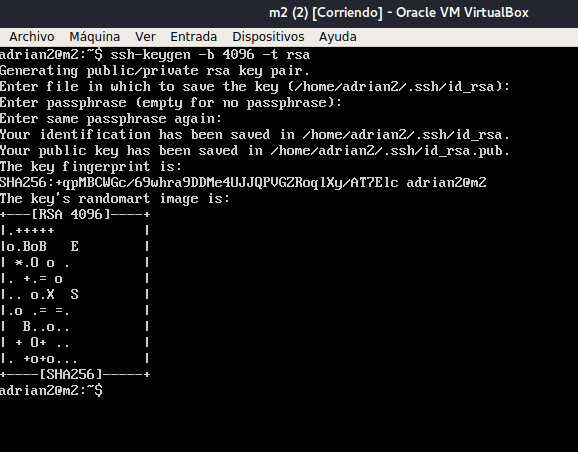 m2 (2) [Corriendo] - Oracle VM VirtualBox
Archivo Máquina Ver Entrada Dispositivos Ayuda
adrian2@m2:~$ ssh-keygen -b 4096 -t rsa
Generating public/private rsa key pair.
Enter file in which to save the key (/home/adrian2/.ssh/id_rsa):
Enter passphrase (empty for no passphrase):
Enter same passphrase again:
Your identification has been saved in /home/adrian2/.ssh/id_rsa.
Your public key has been saved in /home/adrian2/.ssh/id_rsa.pub.
The key fingerprint is:
SHA256:+qpMBCWGc/69whra9DDMe4UJJQPVGZRoqlXy/AT7Elc adrian2@m2
The key's randomart image is:
+---[RSA 4096]----+
|.+++++           |
|o.BoB   E        |
| *.O o .         |
|. +.= o          |
|.. o.X  S        |
|.o .= =.         |
|  B..o..         |
| + O+ ..         |
|. +o+o...        |
+----[SHA256]-----+
adrian2@m2:~$